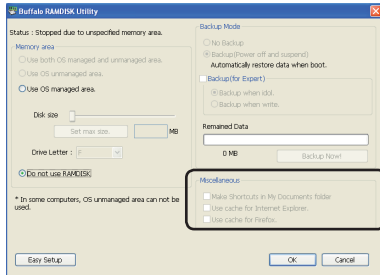 Buffalo RAMDISK Utility
Status : Stopped due to unspecified memory area.
Memory area
Use both OS managed and unmanaged area.
Use OS unmanaged area.
Use OS managed area.
Disk size
Set max size.
MB
Drive Letter : F
Do not use RAMDISK
* In some computers, OS unmanaged area can not be
used.
Easy Setup
Backup Mode
No Backup
Backup(Power off and suspend)
Automatically restore data when boot.
Backup(for Expert)
Backup when idol.
Backup when write.
Remained Data
0 MB
Backup Now!
Miscellaneous
Make Shortcuts in My Documents folder
Use cache for Internet Explorer.
Use cache for Firefox.
OK
Cancel